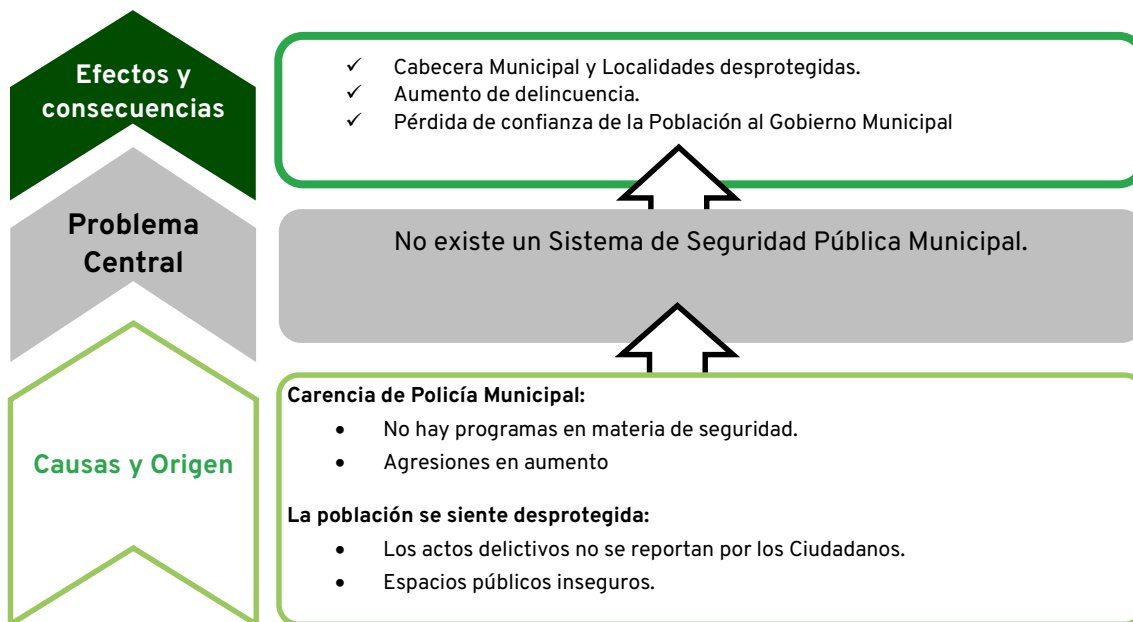 Efectos y
consecuencias
✓ Cabecera Municipal y Localidades desprotegidas.
✓ Aumento de delincuencia.
✓ Pérdida de confianza de la Población al Gobierno Municipal
Problema
Central
No existe un Sistema de Seguridad Pública Municipal.
Causas y Origen
Carencia de Policía Municipal:
• No hay programas en materia de seguridad.
• Agresiones en aumento
La población se siente desprotegida:
• Los actos delictivos no se reportan por los Ciudadanos.
• Espacios públicos inseguros.